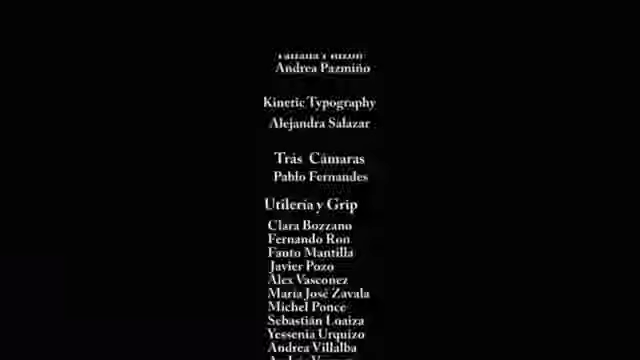 Andrea Pazmiño
Kinetic Typography
Alejandra Salazar
Trás Cámaras
Pablo Fernandes
Utilería y Grip
Clara Bozzano
Fernando Ron
Fauto Mantilla
Javier Pozo
Alex Vasconez
María José Zavala
Michel Ponce
Sebastián Loaiza
Yessenia Urquizo
Andrea Villalba